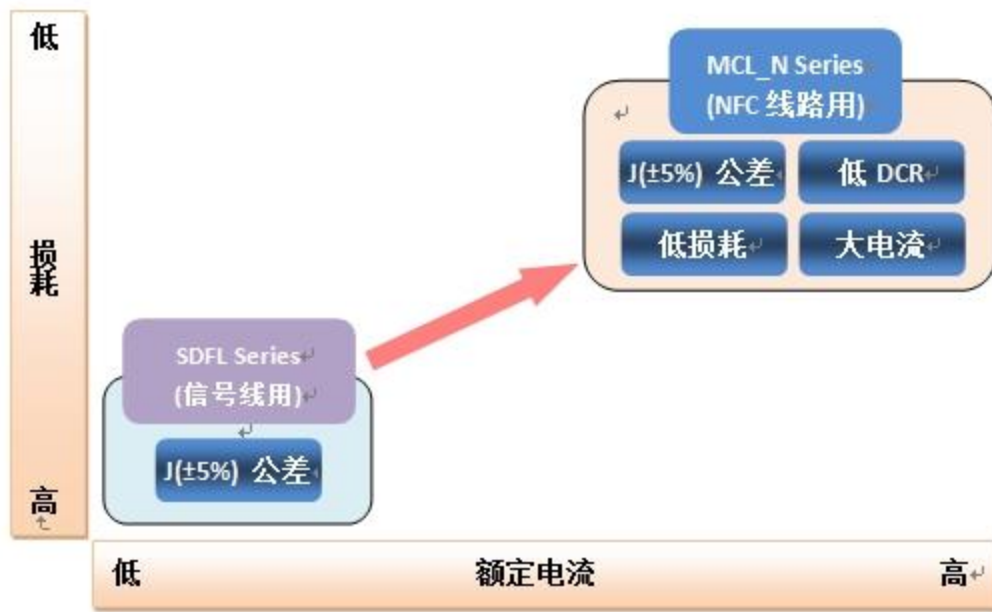 低
损耗
高
MCL_N Series
(NFC 线路用)
J(±5%) 公差
低 DCR
低损耗
大电流
SDFL Series
(信号线用)
J(±5%) 公差
低
额定电流
高